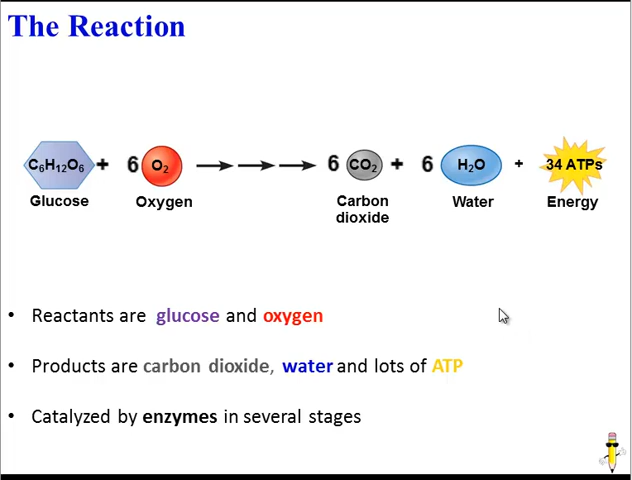 The Reaction
C₆H₁₂O₆ + 6 O₂ 6 CO₂ + 6 H₂O + 34 ATPs
Glucose Oxygen Carbon dioxide Water Energy
• Reactants are glucose and oxygen
• Products are carbon dioxide, water and lots of ATP
• Catalyzed by enzymes in several stages